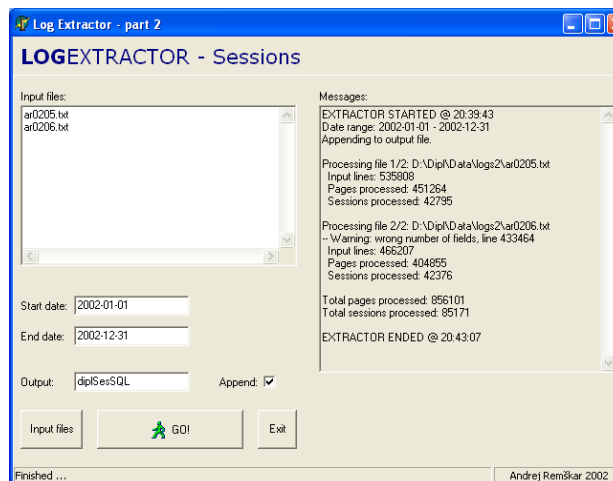 Log Extractor - part 2
LOGEXTRACTOR - Sessions
Input files:
ar0205.txt
ar0206.txt
Start date: 2002-01-01
End date: 2002-12-31
Output: diplSesSQL Append:
Input files GO! Exit
Messages:
EXTRACTOR STARTED @ 20:39:43
Date range: 2002-01-01 - 2002-12-31
Appending to output file.
Processing file 1/2: D:\Dipl\Data\logs2\ar0205.txt
Input lines: 535808
Pages processed: 451264
Sessions processed: 42795
Processing file 2/2: D:\Dipl\Data\logs2\ar0206.txt
-- Warning: wrong number of fields, line 433464
Input lines: 466207
Pages processed: 404855
Sessions processed: 42376
Total pages processed: 856101
Total sessions processed: 85171
EXTRACTOR ENDED @ 20:43:07
Finished ... Andrej Remškar 2002